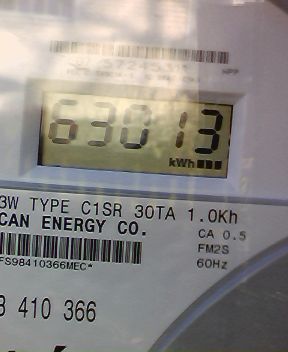 63013
kWh
3W TYPE C1SR 30TA 1.0Kh
CAN ENERGY CO.
CA 0.5
FM2S
60Hz
FS98410366MEC*
410 366